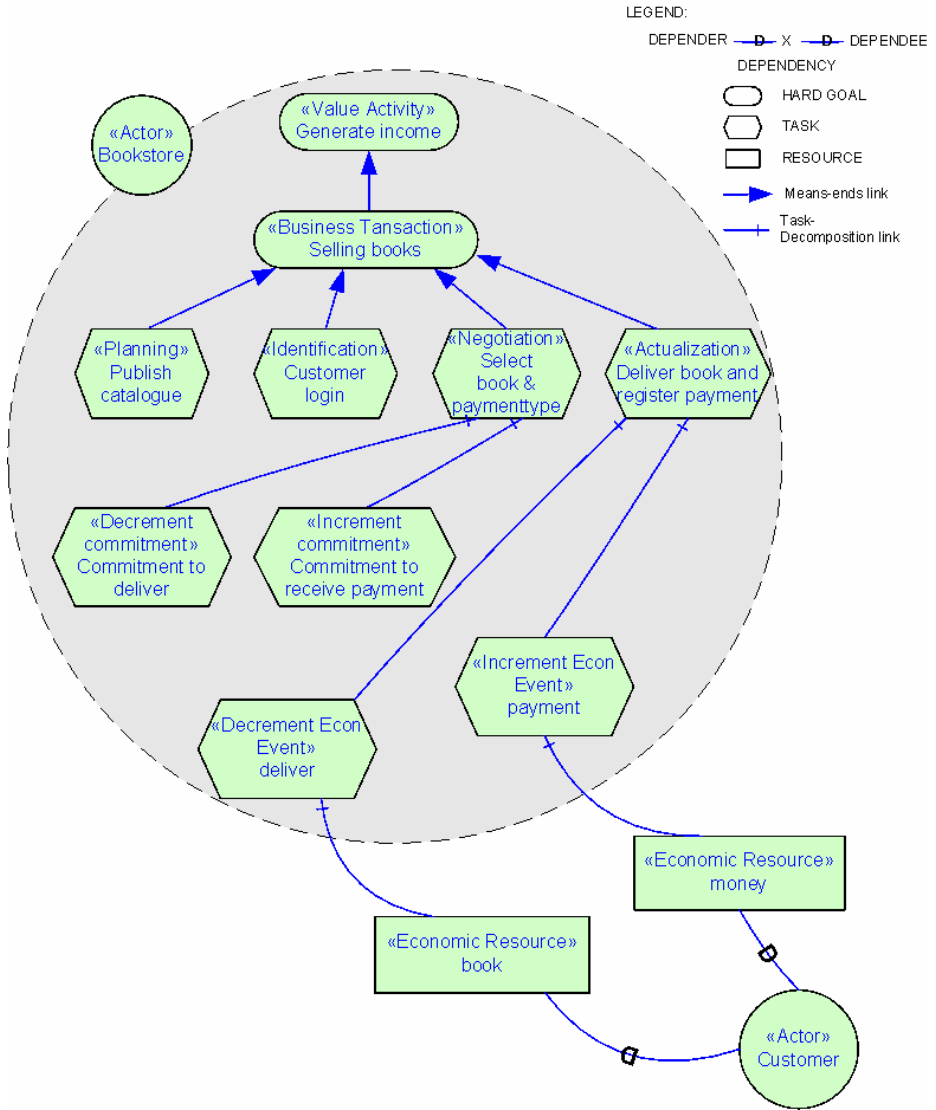 LEGEND:
DEPENDER D X D DEPENDEE
DEPENDENCY
HARD GOAL
TASK
RESOURCE
Means-ends link
Task-
Decomposition link
«Actor»
Bookstore
«Value Activity»
Generate income
«Business Tansaction»
Selling books
«Planning»
Publish
catalogue
«Identification»
Customer
login
«Negotiation»
Select
book &
paymenttype
«Actualization»
Deliver book and
register payment
«Decrement
commitment»
Commitment to
deliver
«Increment
commitment»
Commitment to
receive payment
«Increment Econ
Event»
payment
«Decrement Econ
Event»
deliver
«Economic Resource»
money
«Economic Resource»
book
D
D
«Actor»
Customer